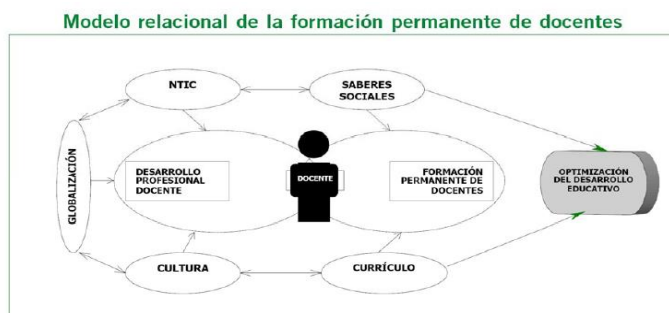 Modelo relacional de la formación permanente de docentes
NTIC
SABERES
SOCIALES
GLOBALIZACIÓN
DESARROLLO
PROFESIONAL
DOCENTE
DOCENTE
FORMACIÓN
PERMANENTE DE
DOCENTES
OPTIMIZACIÓN
DEL DESARROLLO
EDUCATIVO
CULTURA
CURRÍCULO